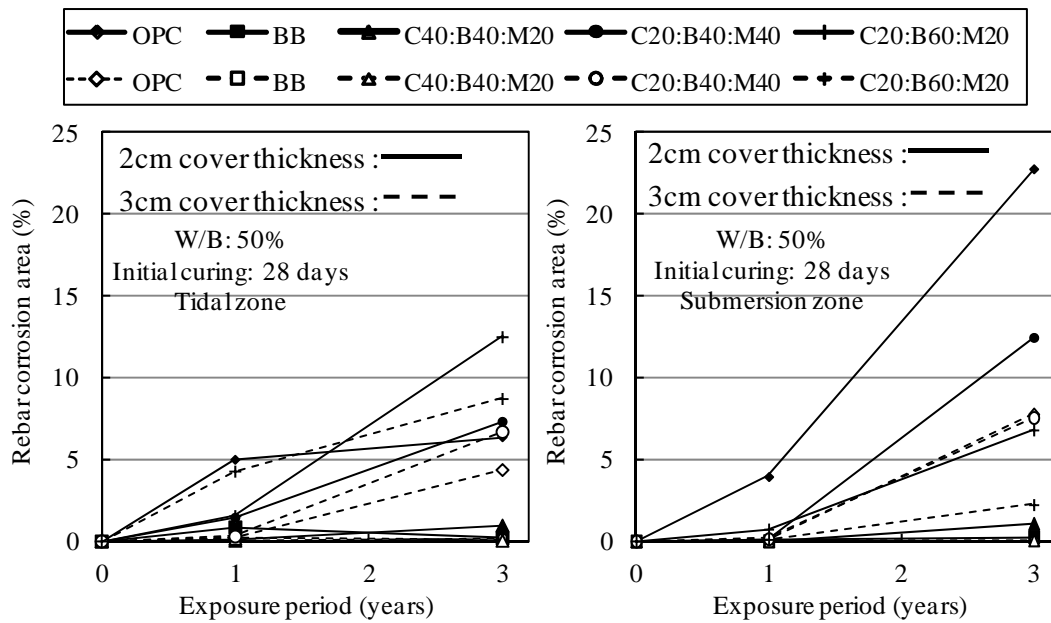 OPC BB C40:B40:M20 C20:B40:M40 C20:B60:M20
OPC BB C40:B40:M20 C20:B40:M40 C20:B60:M20
25
20
15
10
5
0
Rebar corrosion area (%)
2cm cover thickness :
3cm cover thickness :
W/B: 50%
Initial curing: 28 days
Tidal zone
0 1 2 3
Exposure period (years)
25
20
15
10
5
0
Rebar corrosion area (%)
2cm cover thickness :
3cm cover thickness :
W/B: 50%
Initial curing: 28 days
Submersion zone
0 1 2 3
Exposure period (years)